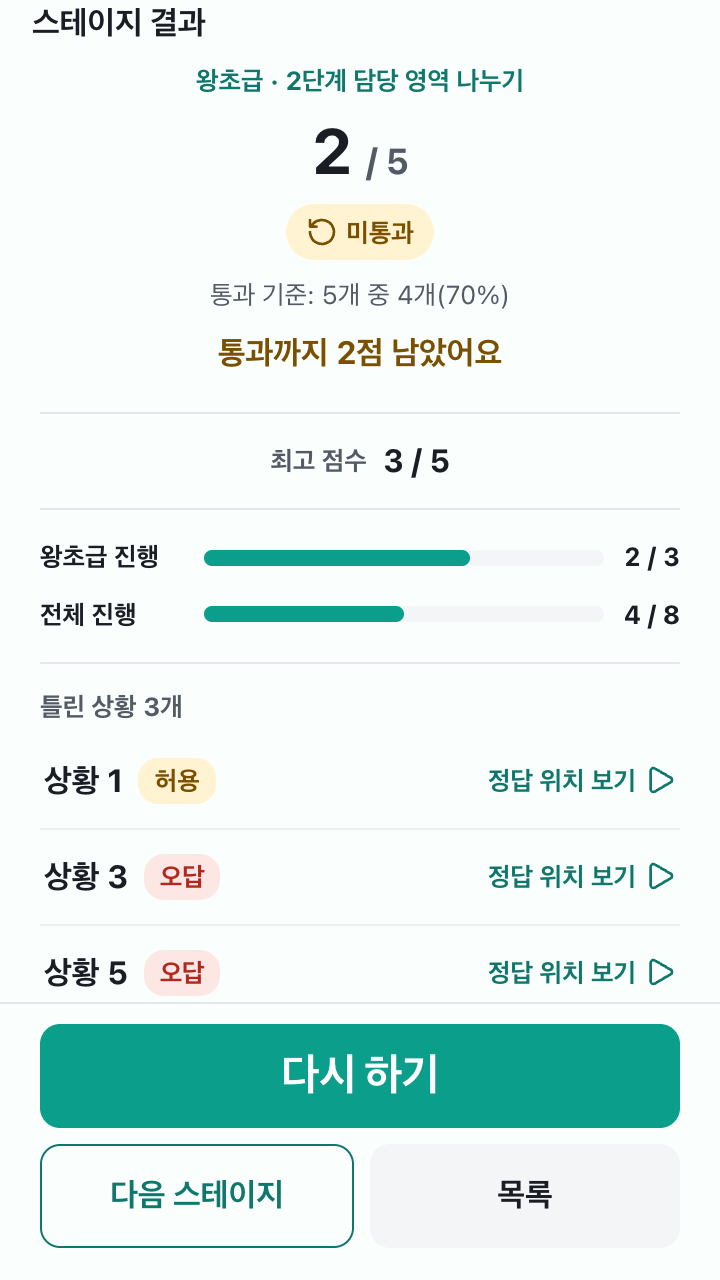 스테이지 결과
왕초급 · 2단계 담당 영역 나누기
2 / 5
미통과
통과 기준: 5개 중 4개(70%)
통과까지 2점 남았어요
최고 점수 3 / 5
왕초급 진행 2 / 3
전체 진행 4 / 8
틀린 상황 3개
상황 1 허용 정답 위치 보기
상황 3 오답 정답 위치 보기
상황 5 오답 정답 위치 보기
다시 하기
다음 스테이지 목록